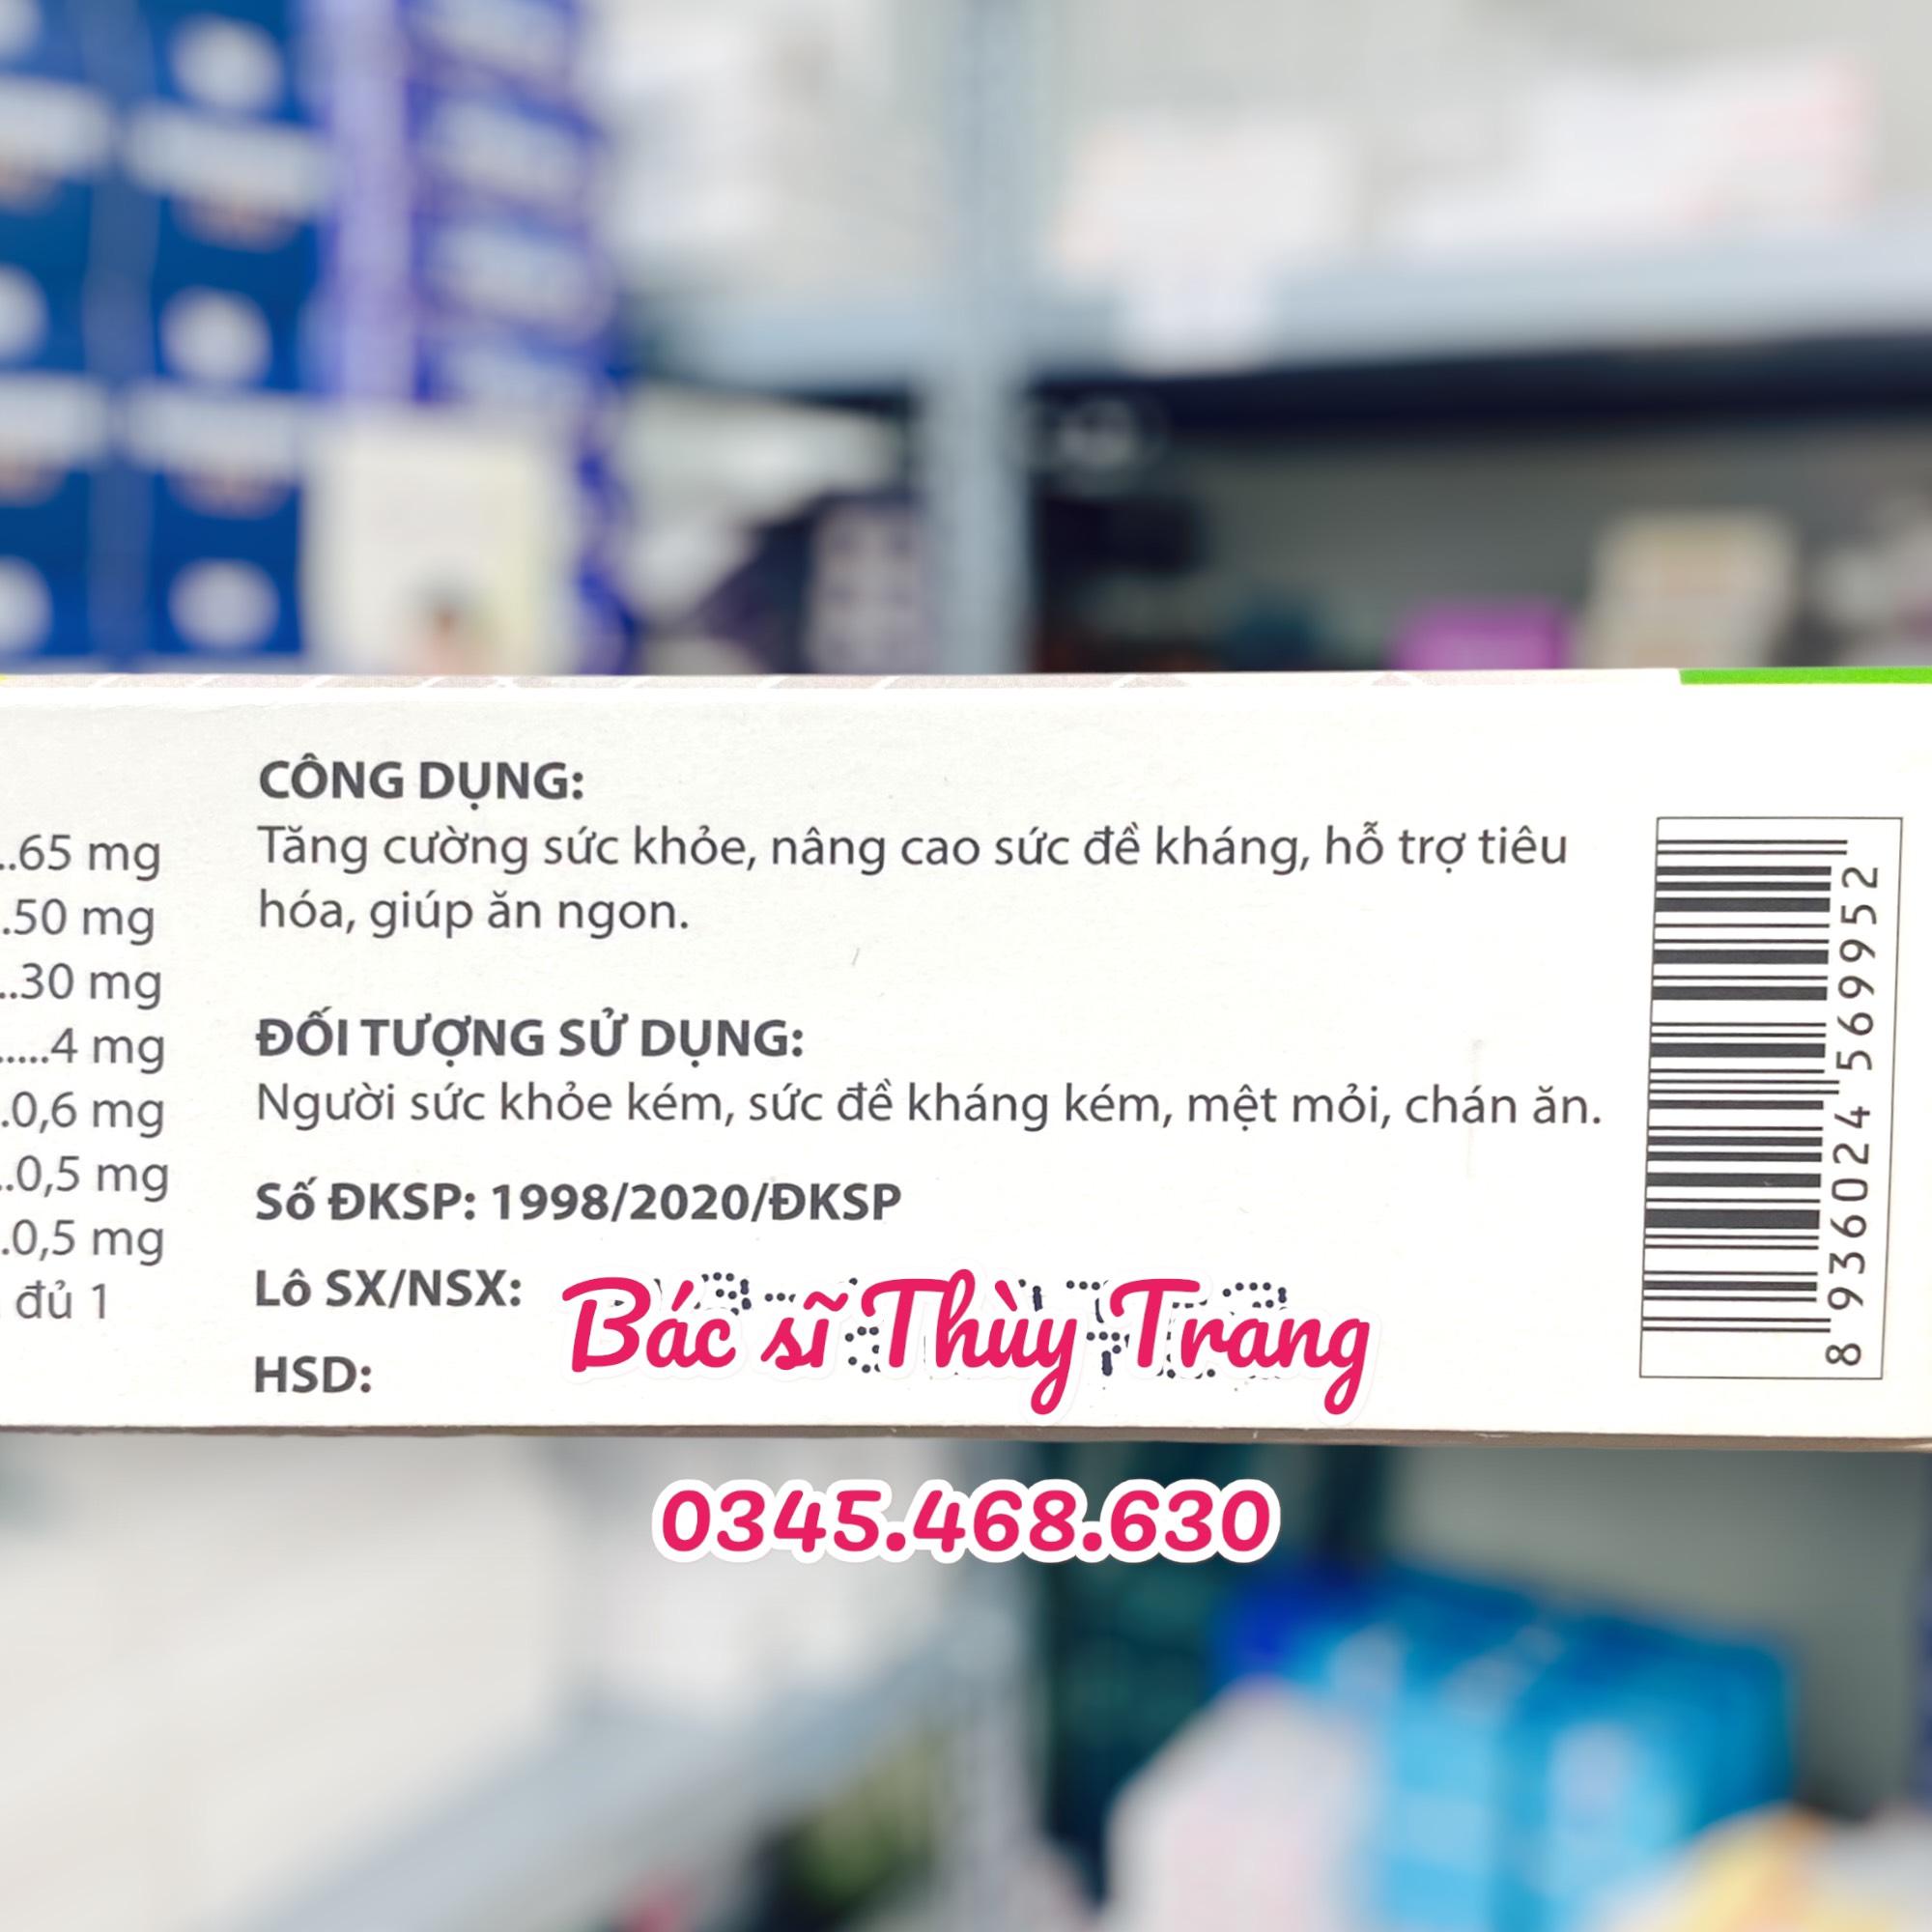 ..65 mg
.50 mg
..30 mg
.....4 mg
.0,6 mg
..0,5 mg
.0,5 mg
đủ 1
CÔNG DỤNG:
Tăng cường sức khỏe, nâng cao sức đề kháng, hỗ trợ tiêu
hóa, giúp ăn ngon.
ĐỐI TƯỢNG SỬ DỤNG:
Người sức khỏe kém, sức đề kháng kém, mệt mỏi, chán ăn.
Số ĐKSP: 1998/2020/ĐKSP
Lô SX/NSX:
HSD:
Bác sĩ Thùy Trang
0345.468.630
8 936024 569952